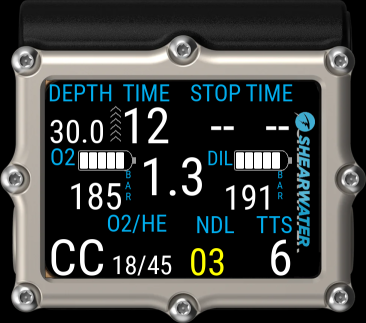 DEPTH TIME STOP TIME
30.0 12 -- --
O2 1.3 DIL
185 BAR 191 BAR
O2/HE NDL TTS
CC 18/45 03 6
SHEARWATER